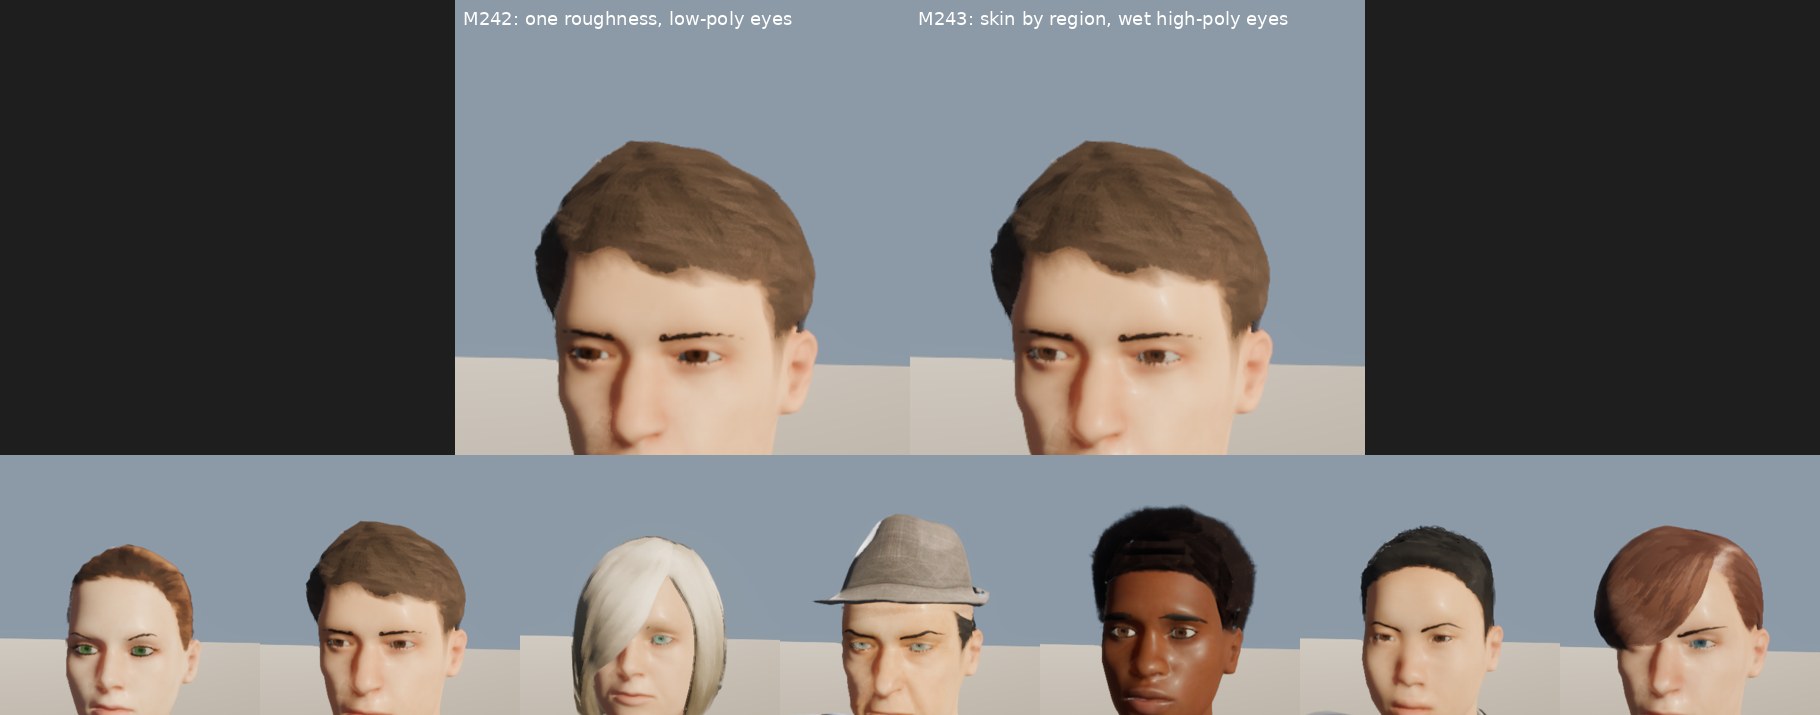 M242: one roughness, low-poly eyes
M243: skin by region, wet high-poly eyes